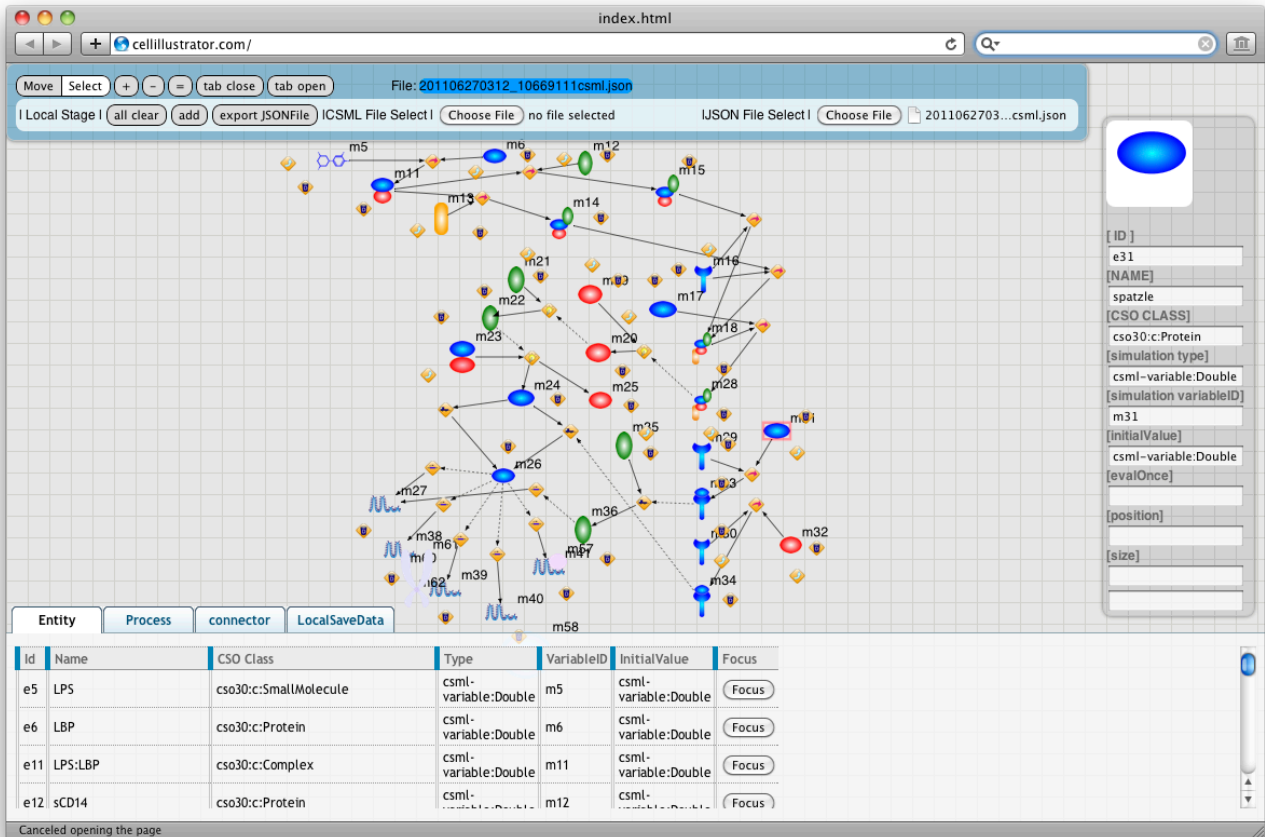 index.html
cellillustrator.com/
Move Select + - = tab close tab open File: 201106270312_10669111csml.json
| Local Stage | all clear add export JSONFile |CSML File Select | Choose File no file selected |JSON File Select | Choose File 2011062703...csml.json
m5
m6
m12
m11
m15
m13
m14
m16
m21
m22
m17
m18
m23
m20
m24
m25
m28
m35
m26
m27
m36
m32
m38
m39
m34
m40
m58
[ ID ]
e31
[NAME]
spatzle
[CSO CLASS]
cso30:c:Protein
[simulation type]
csml-variable:Double
[simulation variableID]
m31
[initialValue]
csml-variable:Double
[evalOnce]
[position]
[size]
Entity Process connector LocalSaveData
Id Name CSO Class Type VariableID InitialValue Focus
e5 LPS cso30:c:SmallMolecule csml-variable:Double m5 csml-variable:Double Focus
e6 LBP cso30:c:Protein csml-variable:Double m6 csml-variable:Double Focus
e11 LPS:LBP cso30:c:Complex csml-variable:Double m11 csml-variable:Double Focus
e12 sCD14 cso30:c:Protein csml- m12 csml- Focus
Canceled opening the page